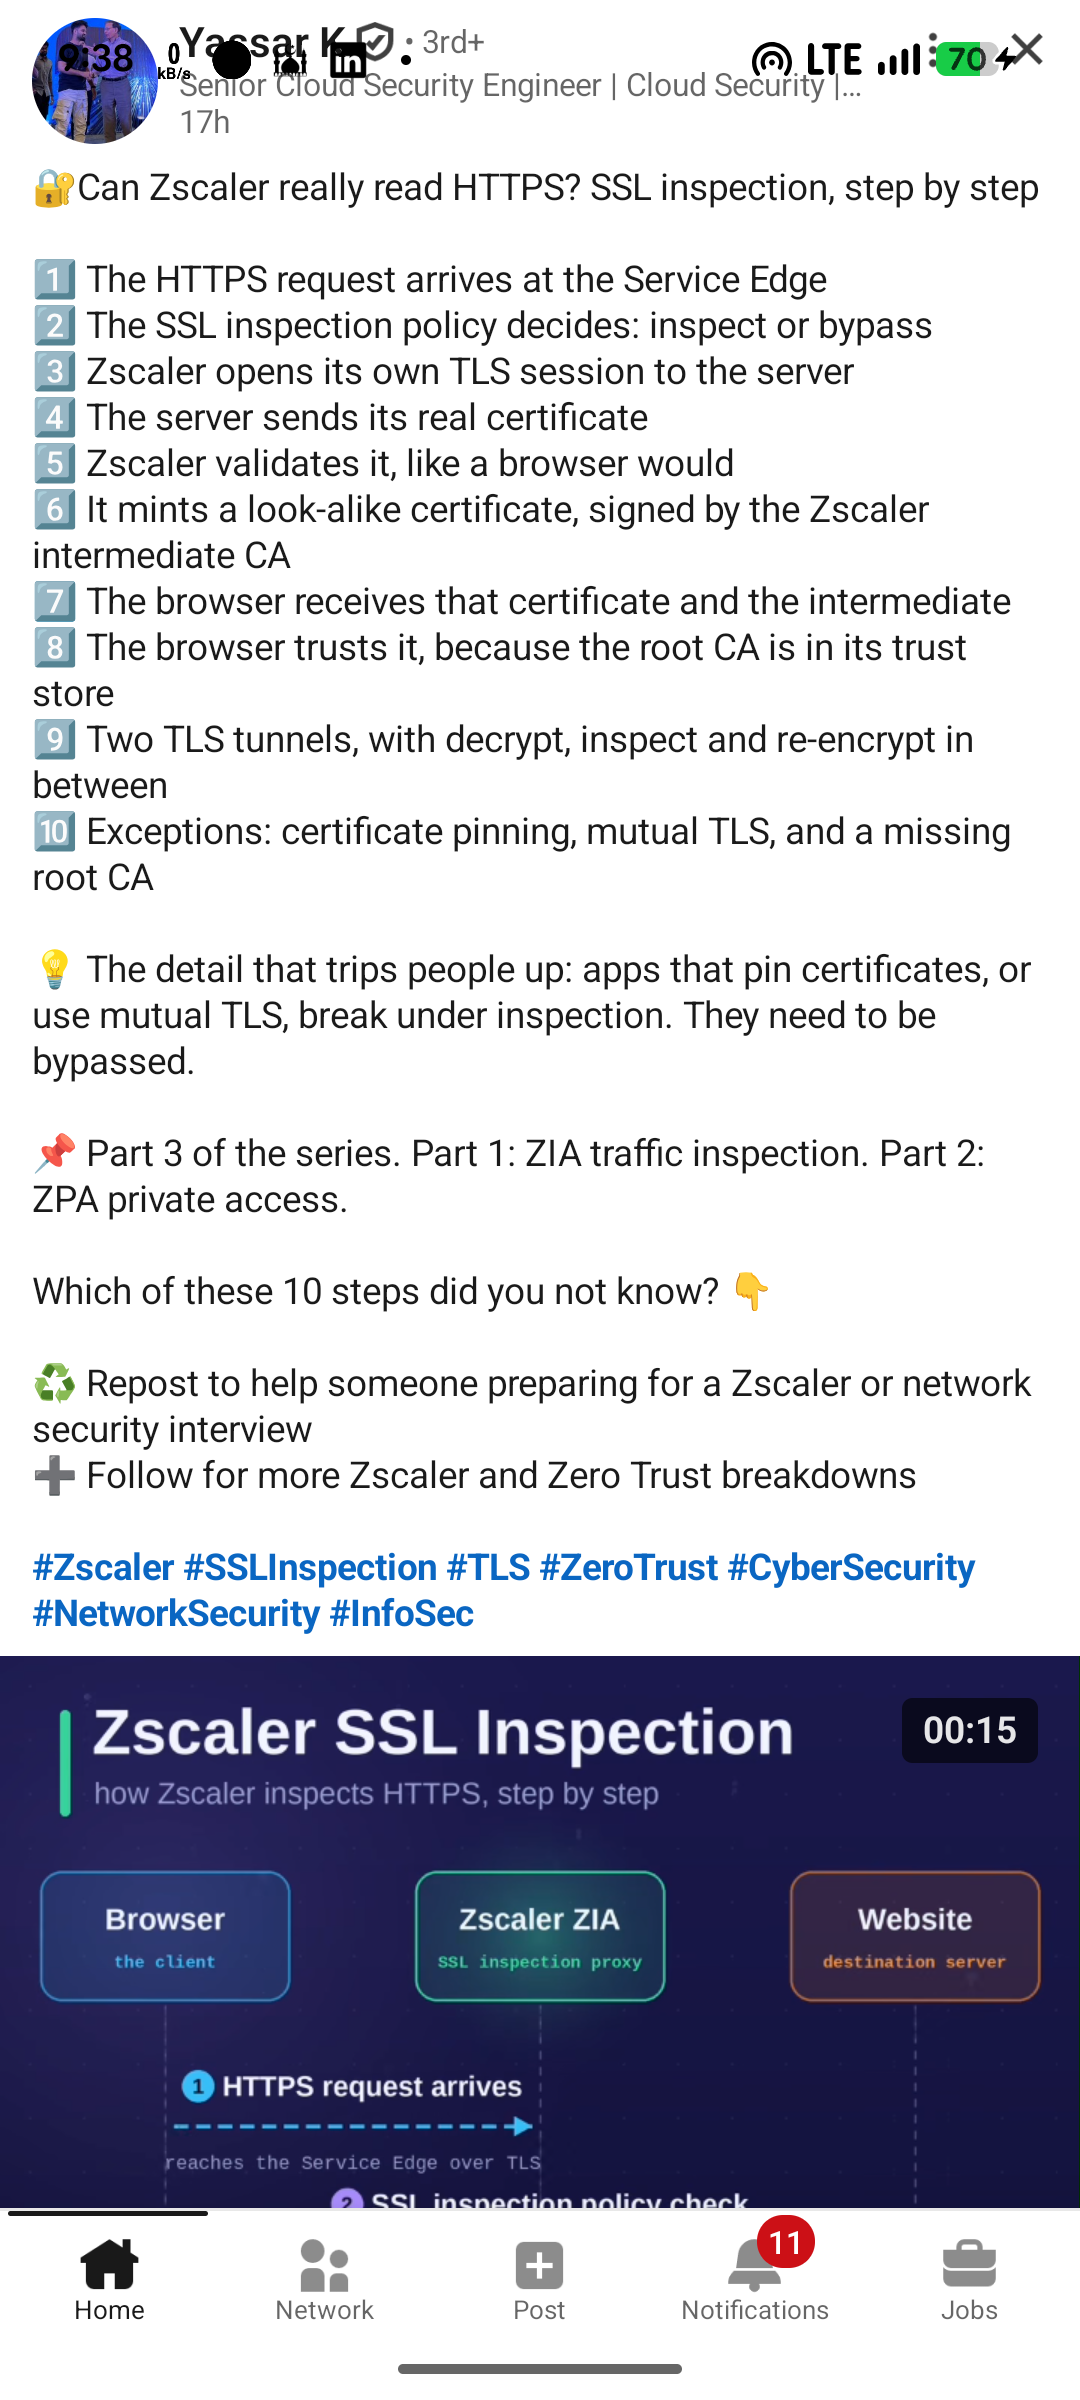 9:38
0
kB/s
LTE
70
Yassar K • 3rd+
Senior Cloud Security Engineer | Cloud Security |...
17h
🔐Can Zscaler really read HTTPS? SSL inspection, step by step
1️⃣ The HTTPS request arrives at the Service Edge
2️⃣ The SSL inspection policy decides: inspect or bypass
3️⃣ Zscaler opens its own TLS session to the server
4️⃣ The server sends its real certificate
5️⃣ Zscaler validates it, like a browser would
6️⃣ It mints a look-alike certificate, signed by the Zscaler
intermediate CA
7️⃣ The browser receives that certificate and the intermediate
8️⃣ The browser trusts it, because the root CA is in its trust
store
9️⃣ Two TLS tunnels, with decrypt, inspect and re-encrypt in
between
🔟 Exceptions: certificate pinning, mutual TLS, and a missing
root CA
💡 The detail that trips people up: apps that pin certificates, or
use mutual TLS, break under inspection. They need to be
bypassed.
📌 Part 3 of the series. Part 1: ZIA traffic inspection. Part 2:
ZPA private access.
Which of these 10 steps did you not know? 👇
♻️ Repost to help someone preparing for a Zscaler or network
security interview
➕ Follow for more Zscaler and Zero Trust breakdowns
#Zscaler #SSLInspection #TLS #ZeroTrust #CyberSecurity
#NetworkSecurity #InfoSec
Zscaler SSL Inspection
00:15
how Zscaler inspects HTTPS, step by step
Browser
the client
Zscaler ZIA
SSL inspection proxy
Website
destination server
1 HTTPS request arrives
reaches the Service Edge over TLS
2 SSL inspection policy check
11
Home
Network
Post
Notifications
Jobs